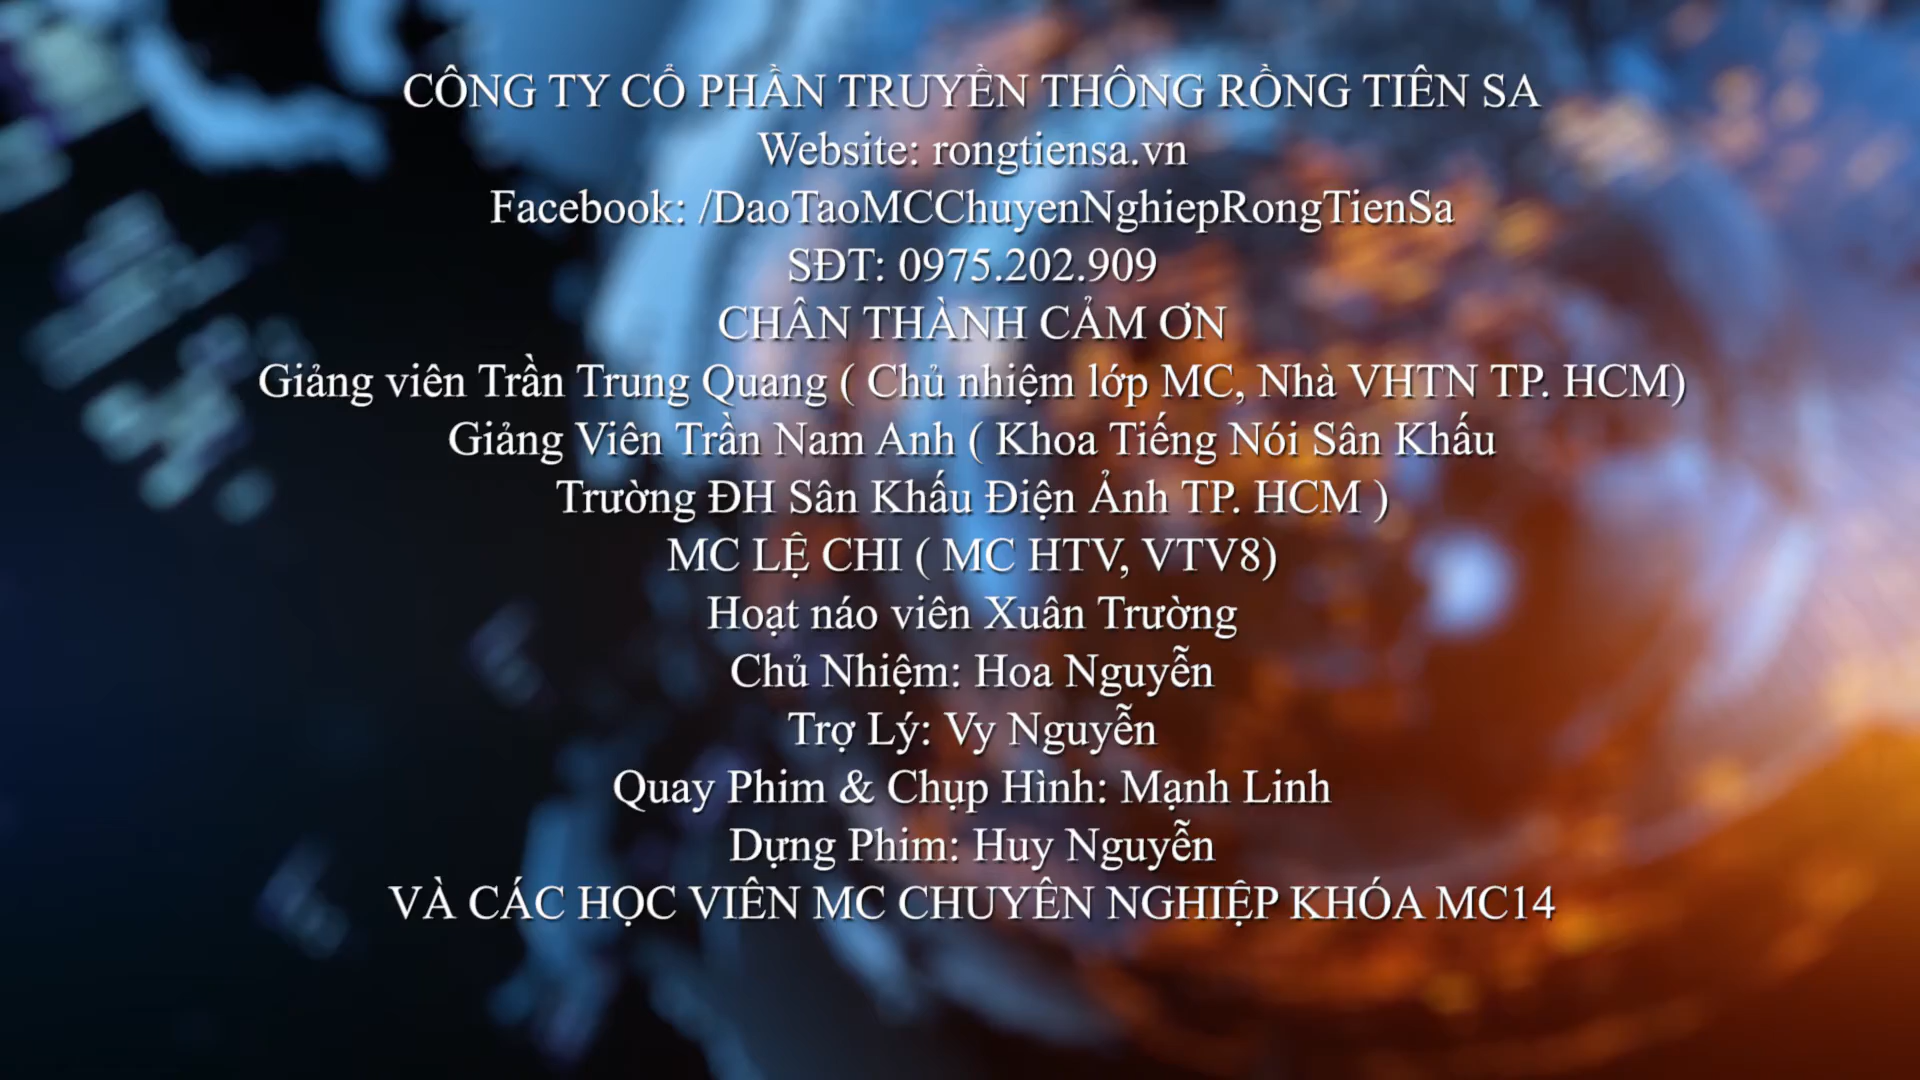 CÔNG TY CỔ PHẦN TRUYỀN THÔNG RỒNG TIÊN SA
Website: rongtiensa.vn
Facebook: /DaoTaoMCChuyenNghiepRongTienSa
SĐT: 0975.202.909
CHÂN THÀNH CẢM ƠN
Giảng viên Trần Trung Quang ( Chủ nhiệm lớp MC, Nhà VHTN TP. HCM)
Giảng Viên Trần Nam Anh ( Khoa Tiếng Nói Sân Khấu
Trường ĐH Sân Khấu Điện Ảnh TP. HCM )
MC LỆ CHI ( MC HTV, VTV8)
Hoạt náo viên Xuân Trường
Chủ Nhiệm: Hoa Nguyễn
Trợ Lý: Vy Nguyễn
Quay Phim & Chụp Hình: Mạnh Linh
Dựng Phim: Huy Nguyễn
VÀ CÁC HỌC VIÊN MC CHUYÊN NGHIỆP KHÓA MC14